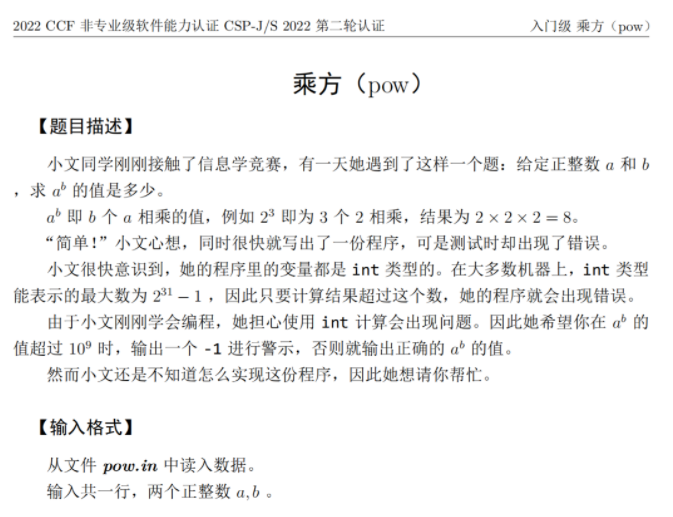 2022 CCF 非专业级软件能力认证 CSP-J/S 2022 第二轮认证 入门级 乘方（pow）
乘方（pow）
【题目描述】
小文同学刚刚接触了信息学竞赛，有一天她遇到了这样一个题：给定正整数 a 和 b
，求 aᵇ 的值是多少。
aᵇ 即 b 个 a 相乘的值，例如 2³ 即为 3 个 2 相乘，结果为 2 × 2 × 2 = 8。
“简单！”小文心想，同时很快就写出了一份程序，可是测试时却出现了错误。
小文很快意识到，她的程序里的变量都是 int 类型的。在大多数机器上，int 类型
能表示的最大数为 2³¹ − 1 ，因此只要计算结果超过这个数，她的程序就会出现错误。
由于小文刚刚学会编程，她担心使用 int 计算会出现问题。因此她希望你在 aᵇ 的
值超过 10⁹ 时，输出一个 -1 进行警示，否则就输出正确的 aᵇ 的值。
然而小文还是不知道怎么实现这份程序，因此她想请你帮忙。
【输入格式】
从文件 pow.in 中读入数据。
输入共一行，两个正整数 a, b 。